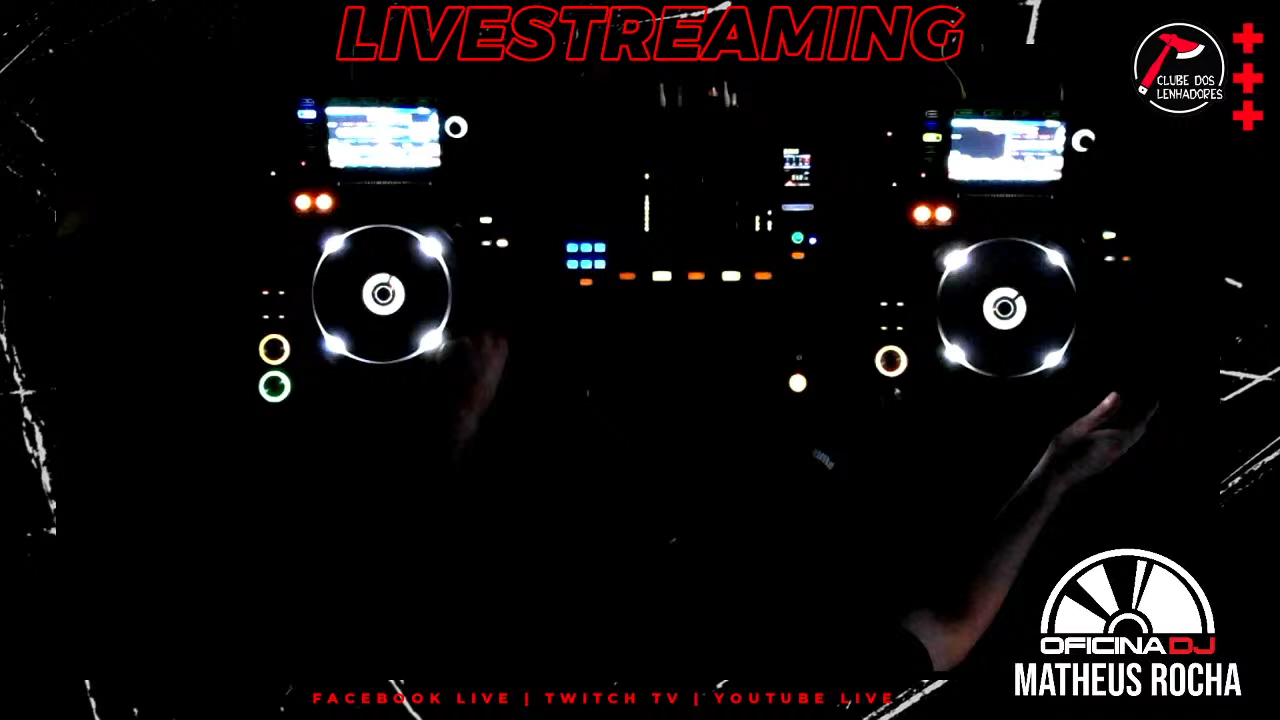 LIVESTREAMING
CLUBE DOS
LENHADORES
OFICINA DJ
MATHEUS ROCHA
FACEBOOK LIVE | TWITCH TV | YOUTUBE LIVE